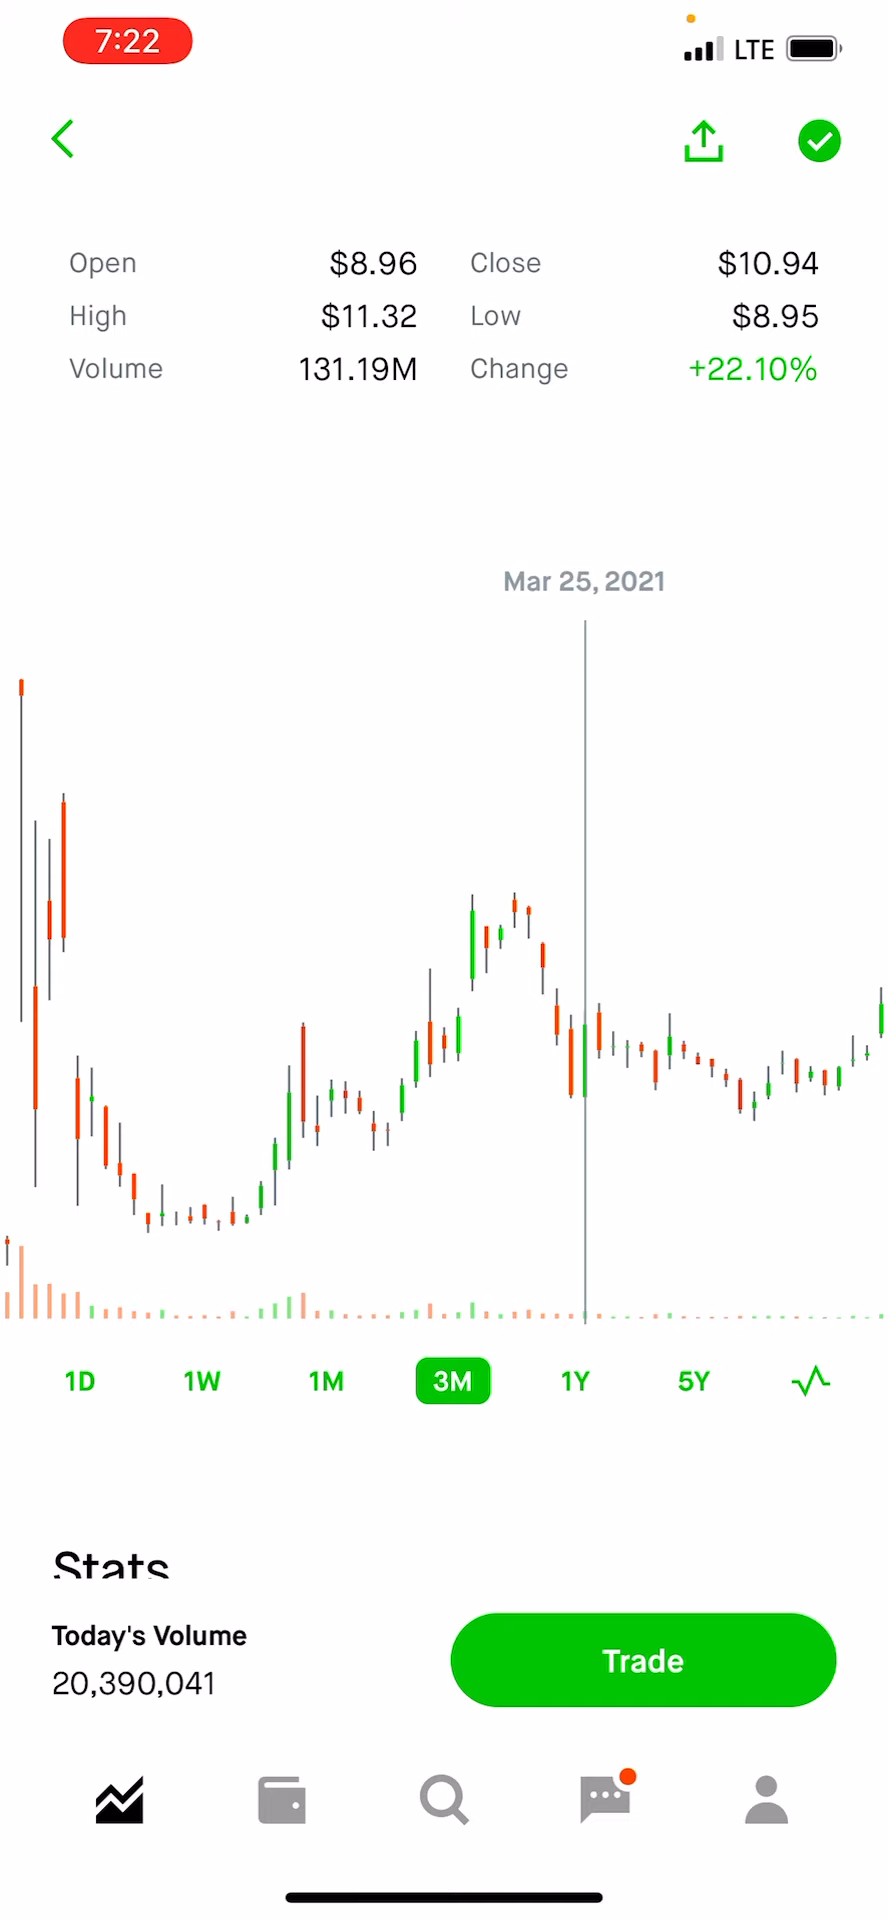 7:22 LTE
Open $8.96 Close $10.94
High $11.32 Low $8.95
Volume 131.19M Change +22.10%
Mar 25, 2021
1D 1W 1M 3M 1Y 5Y
Stats
Today's Volume
20,390,041
Trade